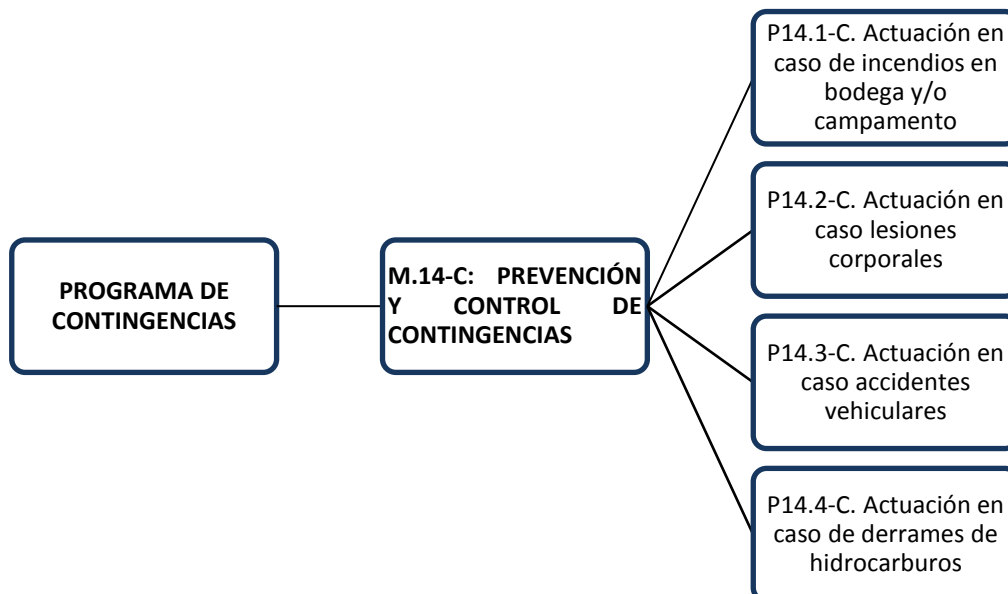 PROGRAMA DE
CONTINGENCIAS
M.14-C: PREVENCIÓN
Y CONTROL DE
CONTINGENCIAS
P14.1-C. Actuación en
caso de incendios en
bodega y/o
campamento
P14.2-C. Actuación en
caso lesiones
corporales
P14.3-C. Actuación en
caso accidentes
vehiculares
P14.4-C. Actuación en
caso de derrames de
hidrocarburos